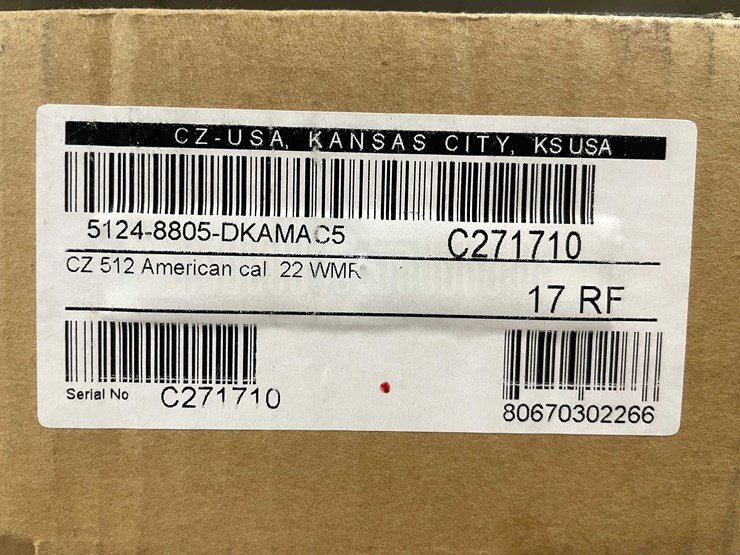 CZ-USA, KANSAS CITY, KS USA
5124-8805-DKAMAC5 C271710
CZ 512 American cal 22 WMR
17 RF
Serial No C271710
80670302266